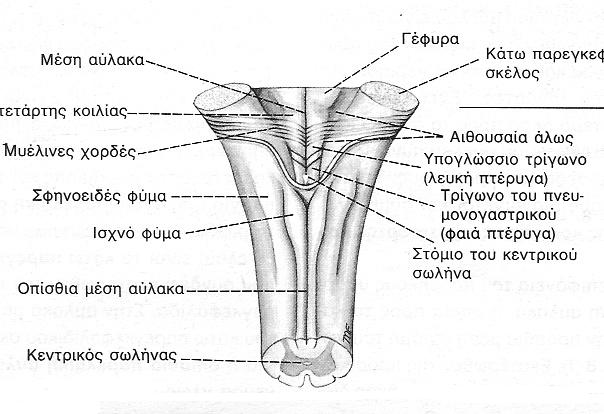 Γέφυρα
Μέση αύλακα
Κάτω παρεγκεφ
σκέλος
τετάρτης κοιλίας
Αιθουσαία άλως
Μυέλινες χορδές
Υπογλώσσιο τρίγωνο
(λευκή πτέρυγα)
Τρίγωνο του πνευ-
μονογαστρικού
(φαιά πτέρυγα)
Σφηνοειδές φύμα
Ισχνό φύμα
Στόμιο του κεντρικού
σωλήνα
Οπίσθια μέση αύλακα
Κεντρικός σωλήνας